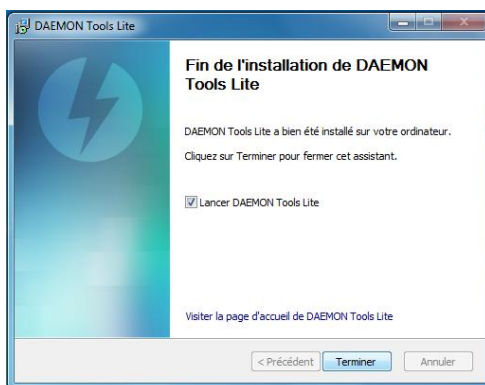 DAEMON Tools Lite
Fin de l'installation de DAEMON
Tools Lite
DAEMON Tools Lite a bien été installé sur votre ordinateur.
Cliquez sur Terminer pour fermer cet assistant.
Lancer DAEMON Tools Lite
Visiter la page d'accueil de DAEMON Tools Lite
< Précédent Terminer Annuler